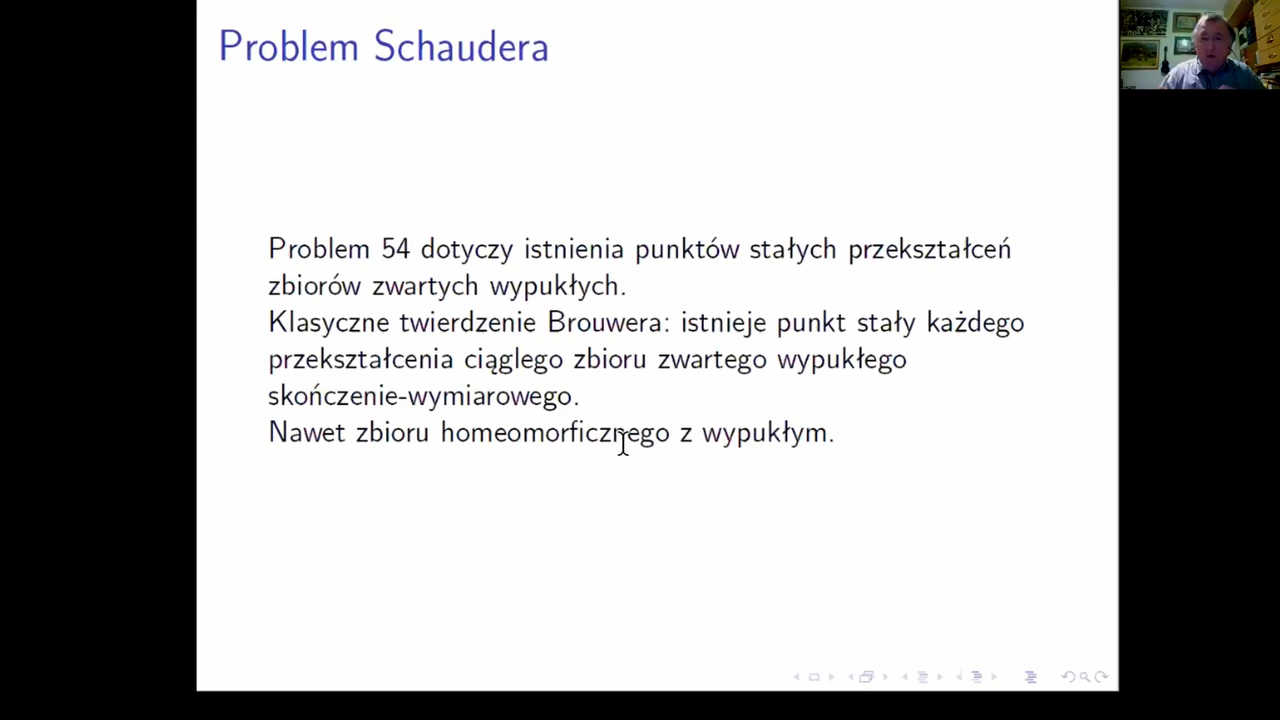 Problem Schaudera
Problem 54 dotyczy istnienia punktów stałych przekształceń
zbiorów zwartych wypukłych.
Klasyczne twierdzenie Brouwera: istnieje punkt stały każdego
przekształcenia ciąglego zbioru zwartego wypukłego
skończenie-wymiarowego.
Nawet zbioru homeomorficznego z wypukłym.